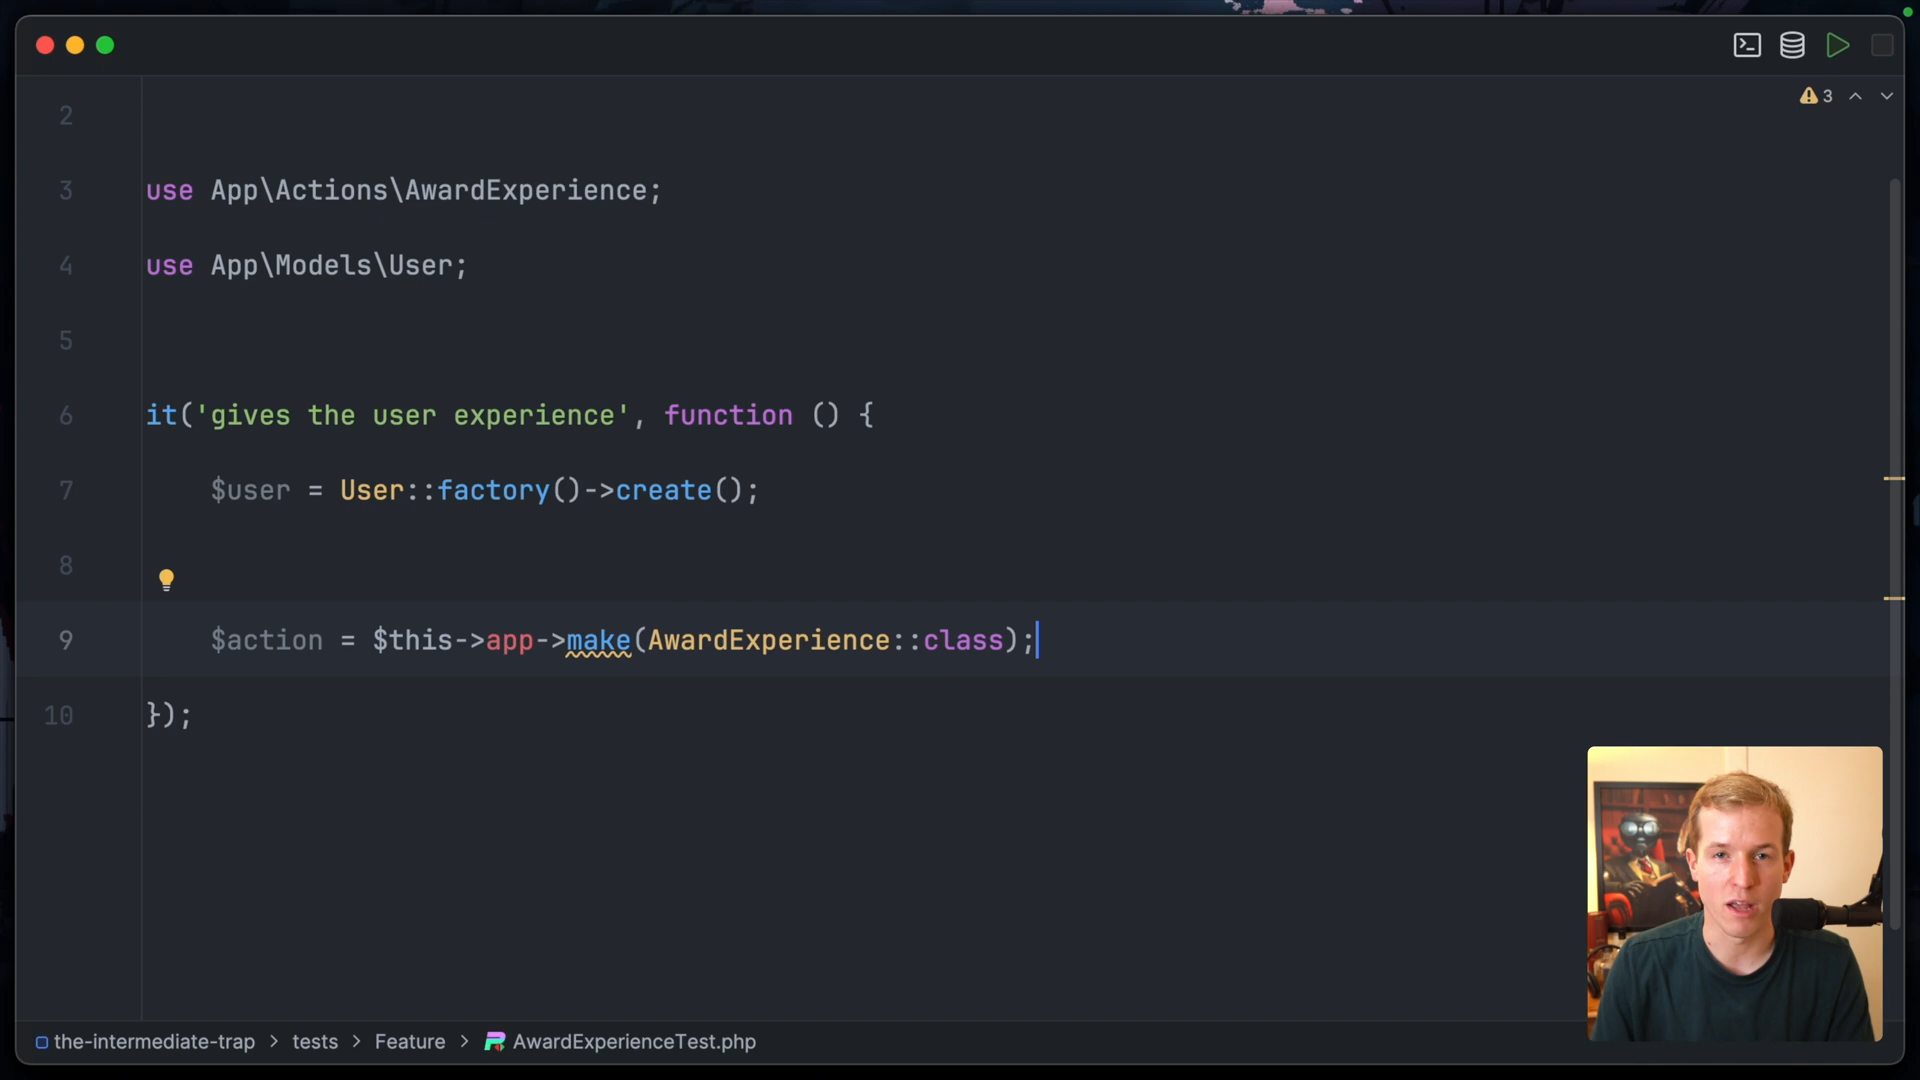 3
2
3 use App\Actions\AwardExperience;
4 use App\Models\User;
5
6 it('gives the user experience', function () {
7 $user = User::factory()->create();
8
9 $action = $this->app->make(AwardExperience::class);
10 });
the-intermediate-trap > tests > Feature > AwardExperienceTest.php